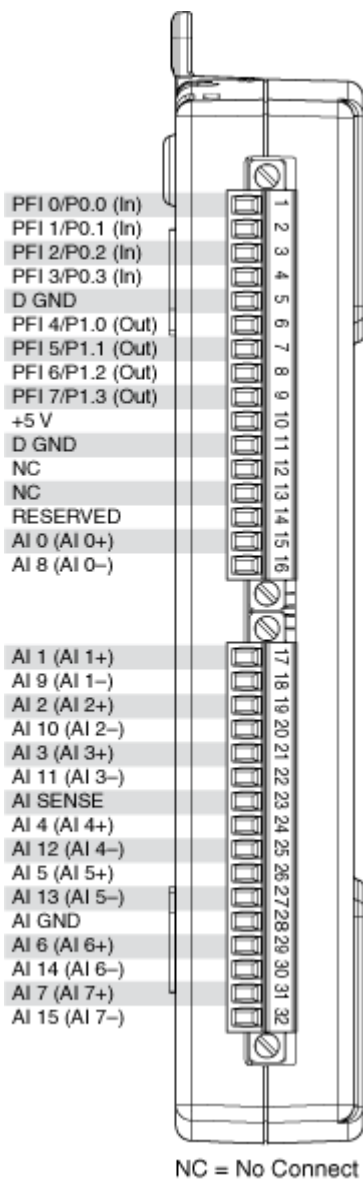 PFI 0/P0.0 (In) 1
PFI 1/P0.1 (In) 2
PFI 2/P0.2 (In) 3
PFI 3/P0.3 (In) 4
D GND 5
PFI 4/P1.0 (Out) 6
PFI 5/P1.1 (Out) 7
PFI 6/P1.2 (Out) 8
PFI 7/P1.3 (Out) 9
+5 V 10
D GND 11
NC 12
NC 13
RESERVED 14
AI 0 (AI 0+) 15
AI 8 (AI 0–) 16
AI 1 (AI 1+) 17
AI 9 (AI 1–) 18
AI 2 (AI 2+) 19
AI 10 (AI 2–) 20
AI 3 (AI 3+) 21
AI 11 (AI 3–) 22
AI SENSE 23
AI 4 (AI 4+) 24
AI 12 (AI 4–) 25
AI 5 (AI 5+) 26
AI 13 (AI 5–) 27
AI GND 28
AI 6 (AI 6+) 29
AI 14 (AI 6–) 30
AI 7 (AI 7+) 31
AI 15 (AI 7–) 32
NC = No Connect